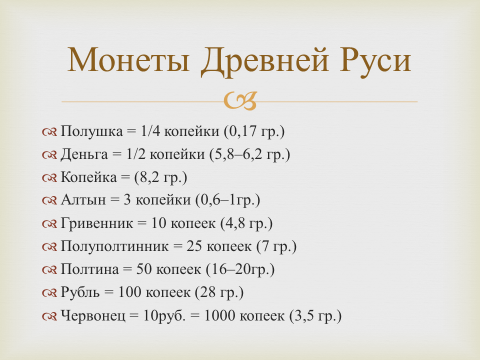 Монеты Древней Руси
Полушка = 1/4 копейки (0,17 гр.)
Деньга = 1/2 копейки (5,8–6,2 гр.)
Копейка = (8,2 гр.)
Алтын = 3 копейки (0,6–1гр.)
Гривенник = 10 копеек (4,8 гр.)
Полуполтинник = 25 копеек (7 гр.)
Полтина = 50 копеек (16–20гр.)
Рубль = 100 копеек (28 гр.)
Червонец = 10руб. = 1000 копеек (3,5 гр.)